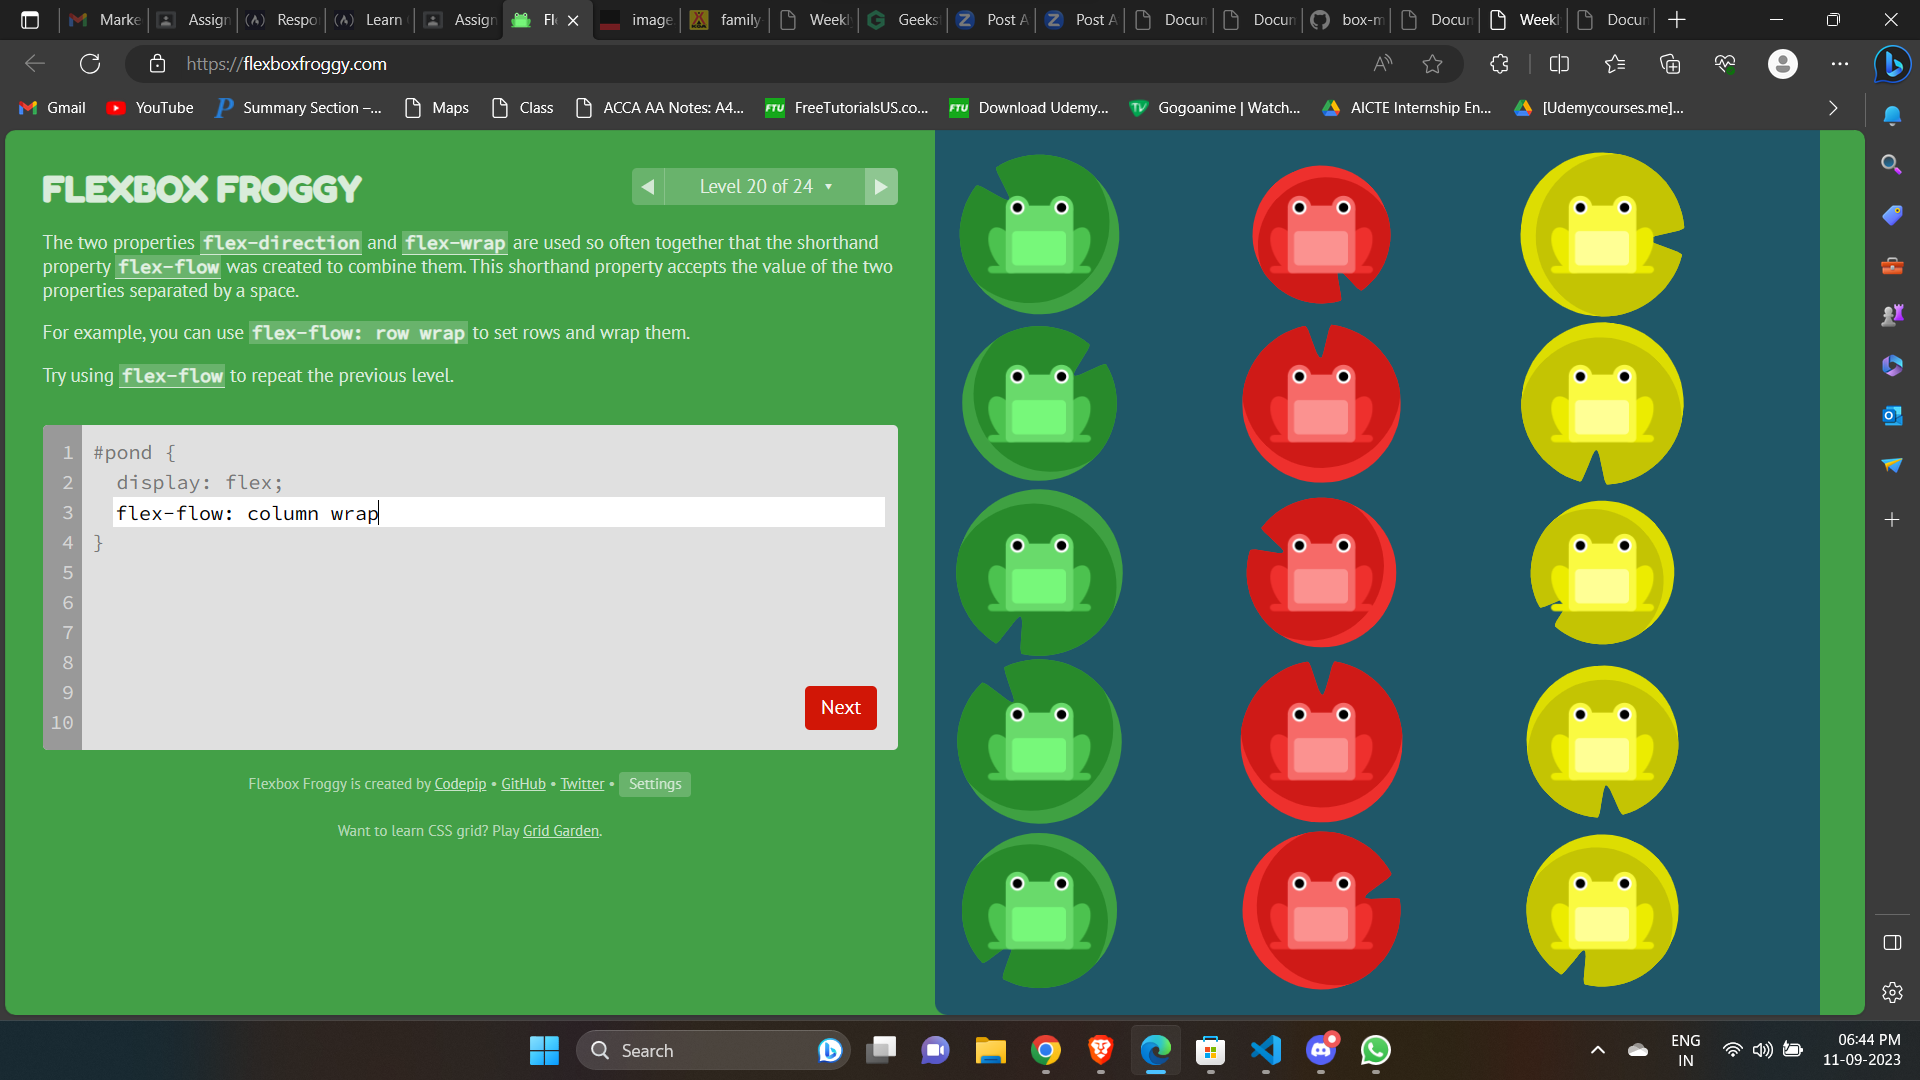 Marke
Assign
Respo
Learn
Assign
Fl
image
family
Weekl
Geekst
Post A
Post A
Docum
Docum
box-m
Docum
Weekl
Docum
https://flexboxfroggy.com
Gmail
YouTube
Summary Section –...
Maps
Class
ACCA AA Notes: A4...
FreeTutorialsUS.co...
Download Udemy...
Gogoanime | Watch...
AICTE Internship En...
[Udemycourses.me]...
FLEXBOX FROGGY
Level 20 of 24
The two properties flex-direction and flex-wrap are used so often together that the shorthand
property flex-flow was created to combine them. This shorthand property accepts the value of the two
properties separated by a space.
For example, you can use flex-flow: row wrap to set rows and wrap them.
Try using flex-flow to repeat the previous level.
1 #pond {
2 display: flex;
3 flex-flow: column wrap
4 }
5
6
7
8
9
10
Next
Flexbox Froggy is created by Codepip • GitHub • Twitter • Settings
Want to learn CSS grid? Play Grid Garden.
Search
ENG
IN
06:44 PM
11-09-2023